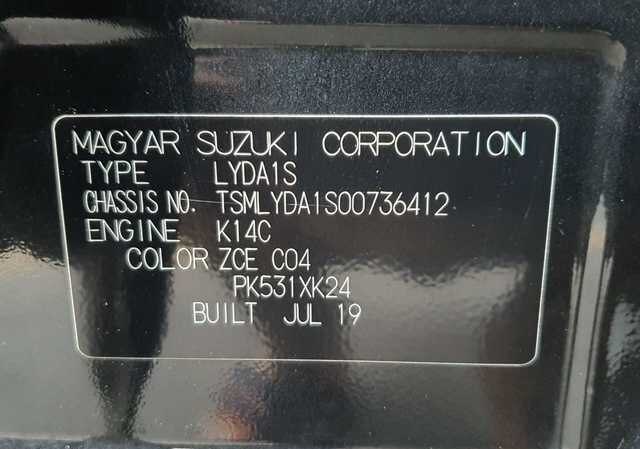 MAGYAR SUZUKI CORPORATION
TYPE LYDA1S
CHASSIS NO. TSMLYDA1S00736412
ENGINE K14C
COLOR ZCE C04
PK531XK24
BUILT JUL 19